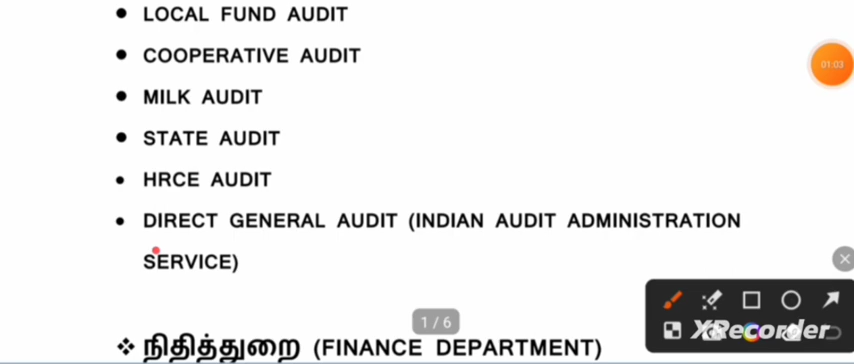 LOCAL FUND AUDIT
COOPERATIVE AUDIT
01:03
MILK AUDIT
STATE AUDIT
HRCE AUDIT
DIRECT GENERAL AUDIT (INDIAN AUDIT ADMINISTRATION
SERVICE)
1 / 6
XRecorder
நிதித்துறை (FINANCE DEPARTMENT)